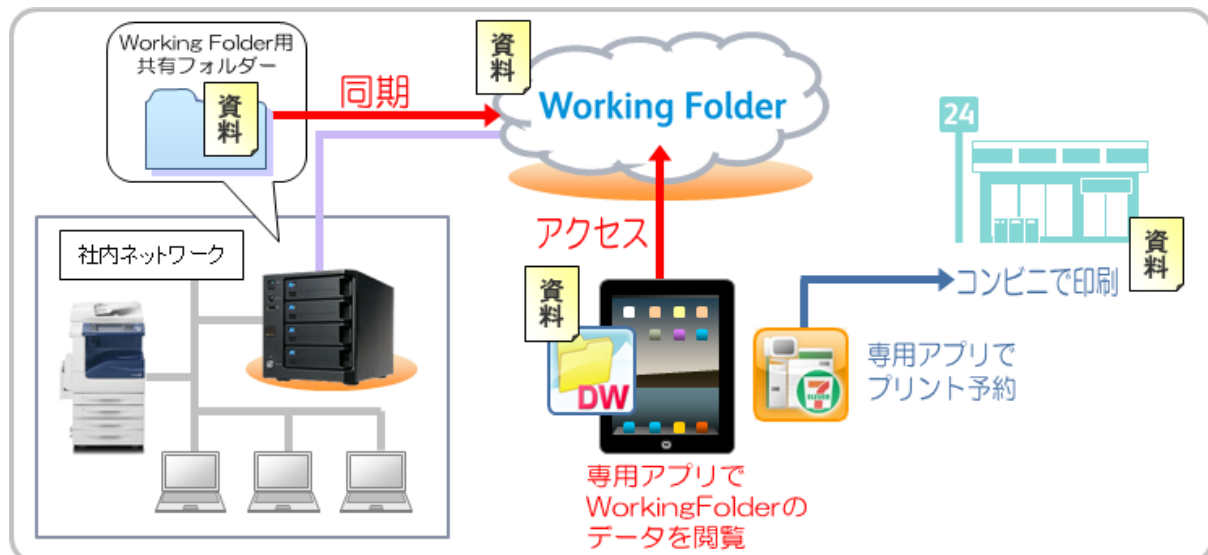 Working Folder用
共有フォルダー
資
料
同期
資
料
Working Folder
24
社内ネットワーク
アクセス
資
料
DW
資
料
コンビニで印刷
専用アプリで
プリント予約
7
ELEVEN
専用アプリで
WorkingFolderの
データを閲覧